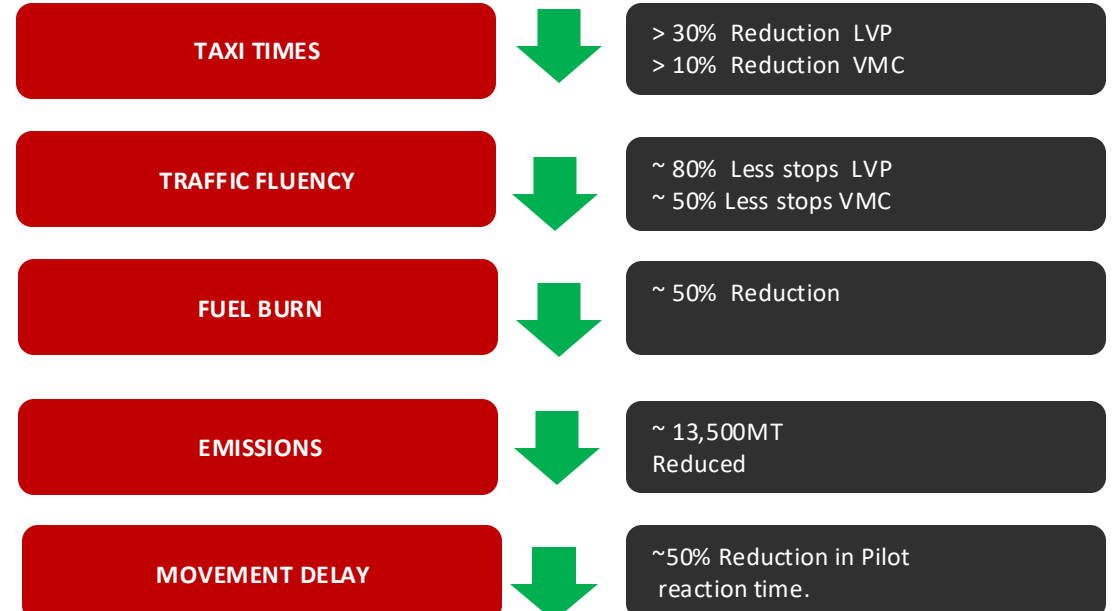 TAXI TIMES
> 30% Reduction LVP
> 10% Reduction VMC
TRAFFIC FLUENCY
~ 80% Less stops LVP
~ 50% Less stops VMC
FUEL BURN
~ 50% Reduction
EMISSIONS
~ 13,500MT
Reduced
MOVEMENT DELAY
~50% Reduction in Pilot
reaction time.